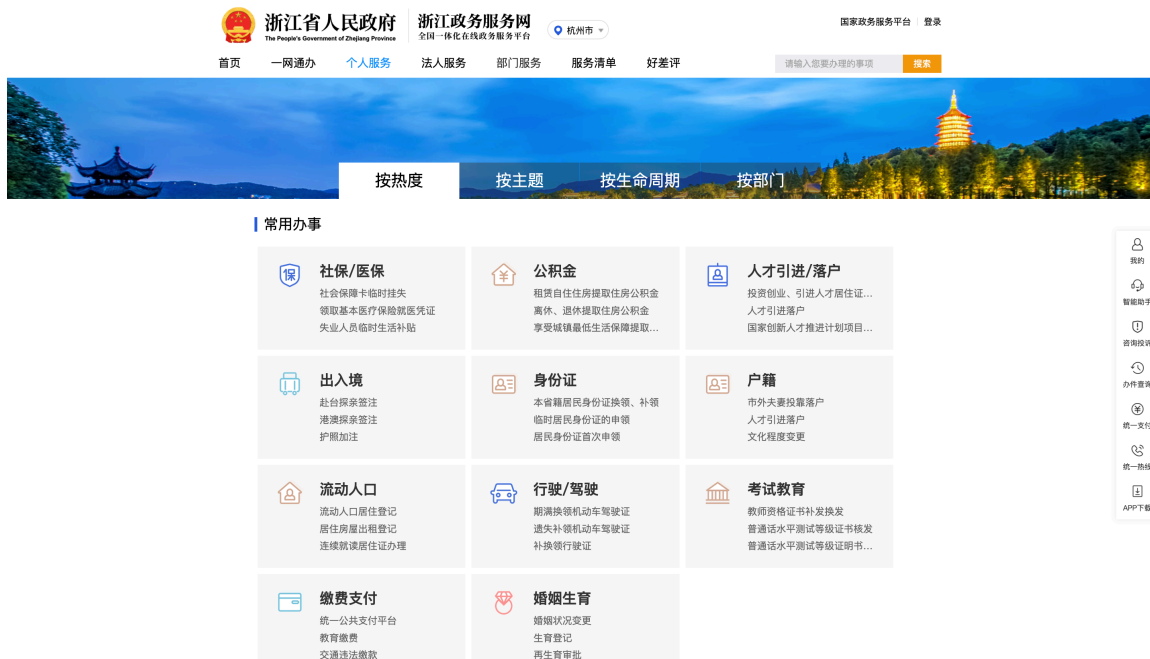 浙江省人民政府
The People's Government of Zhejiang Province
浙江政务服务网
全国一体化在线政务服务平台
杭州市
国家政务服务平台 登录
首页 一网通办 个人服务 法人服务 部门服务 服务清单 好差评
请输入您要办理的事项 搜索
按热度 按主题 按生命周期 按部门
常用办事
保
社保/医保
社会保障卡临时挂失
领取基本医疗保险就医凭证
失业人员临时生活补贴
公积金
租赁自住住房提取住房公积金
离休、退休提取住房公积金
享受城镇最低生活保障提取...
人才引进/落户
投资创业、引进人才居住证...
人才引进落户
国家创新人才推进计划项目...
出入境
赴台探亲签注
港澳探亲签注
护照加注
身份证
本省籍居民身份证换领、补领
临时居民身份证的申领
居民身份证首次申领
户籍
市外夫妻投靠落户
人才引进落户
文化程度变更
流动人口
流动人口居住登记
居住房屋出租登记
连续就读居住证办理
行驶/驾驶
期满换领机动车驾驶证
遗失补领机动车驾驶证
补换领行驶证
考试教育
教师资格证书补发换发
普通话水平测试等级证书核发
普通话水平测试等级证明书...
缴费支付
统一公共支付平台
教育缴费
交通违法缴款
婚姻生育
婚姻状况变更
生育登记
再生育审批
我的
智能助手
咨询投诉
办件查询
统一支付
统一热线
APP下载